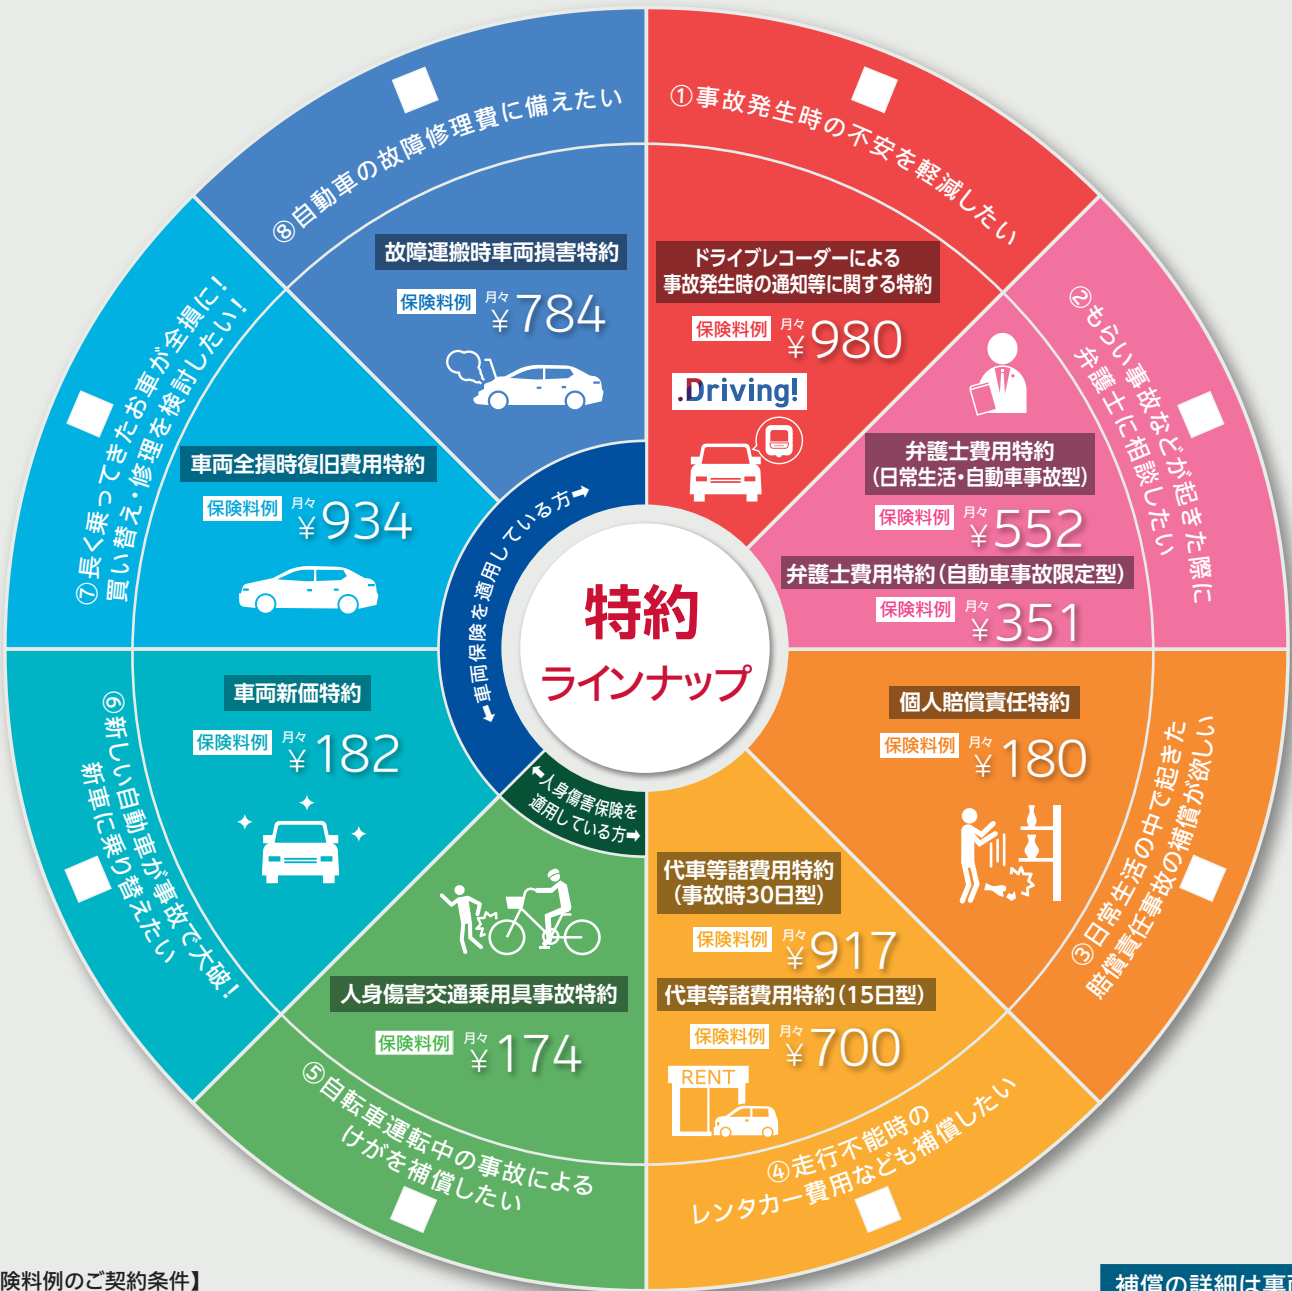 特約
ラインナップ
①事故発生時の不安を軽減したい
ドライブレコーダーによる
事故発生時の通知等に関する特約
保険料例 月々 ¥980
.Driving!
②もらい事故などが起きた際に
弁護士に相談したい
弁護士費用特約
(日常生活・自動車事故型)
保険料例 月々 ¥552
弁護士費用特約(自動車事故限定型)
保険料例 月々 ¥351
③日常生活の中で起きた
賠償責任事故の補償が欲しい
個人賠償責任特約
保険料例 月々 ¥180
④走行不能時の
レンタカー費用なども補償したい
代車等諸費用特約
(事故時30日型)
保険料例 月々 ¥917
代車等諸費用特約(15日型)
保険料例 月々 ¥700
RENT
⑤自転車運転中の事故による
けがを補償したい
人身傷害交通乗用具事故特約
保険料例 月々 ¥174
⬅人身傷害保険を
適用している方➡
⑥新しい自動車が事故で大破!
新車に乗り替えたい
車両新価特約
保険料例 月々 ¥182
⑦長く乗ってきたお車が全損に!
買い替え・修理を検討したい!
車両全損時復旧費用特約
保険料例 月々 ¥934
⑧自動車の故障修理費に備えたい
故障運搬時車両損害特約
保険料例 月々 ¥784
⬅車両保険を適用している方➡
険料例のご契約条件】
補償の詳細は裏面